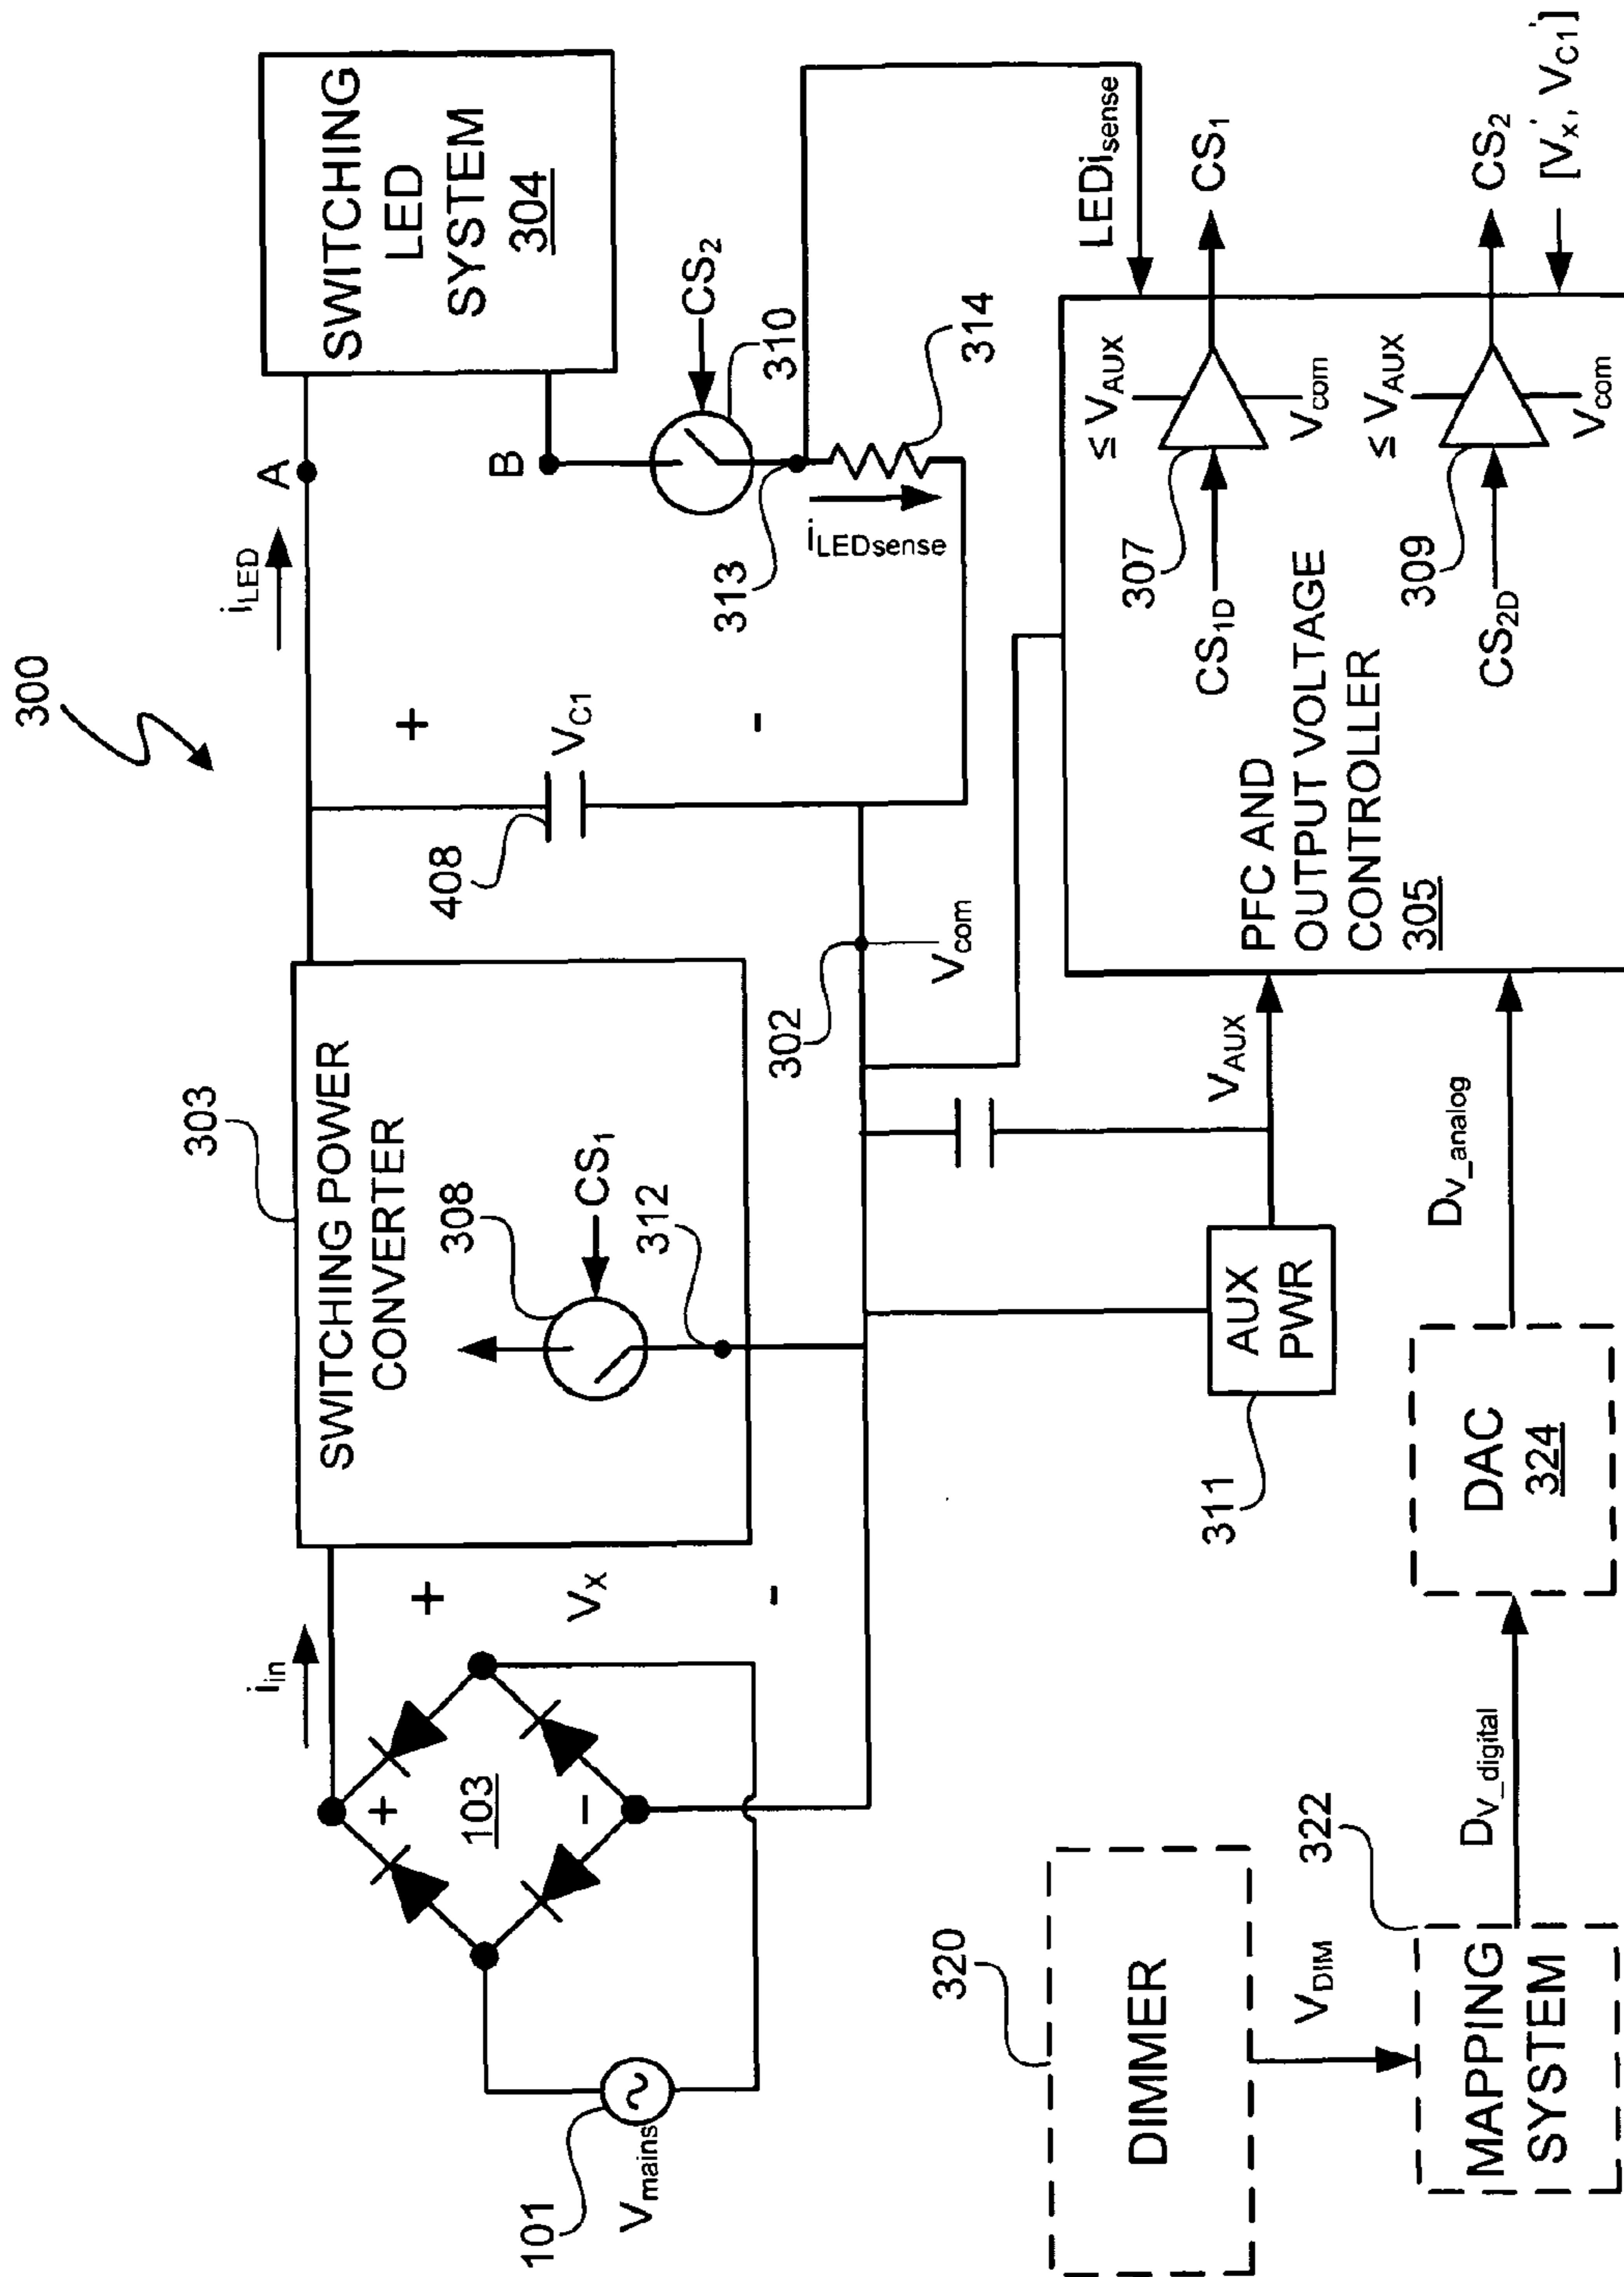 300
303
SWITCHING POWER
CONVERTER
308
CS1
312
i_in
+
V_X
-
+
103
-
101
V_mains
i_LED
A
+
V_C1
-
408
302
V_com
SWITCHING
LED
SYSTEM
304
B
CS2
310
313
314
i_LEDsense
LEDi_sense
320
DIMMER
V_DIM
322
MAPPING
SYSTEM
D_V_digital
DAC
324
D_V_analog
311
AUX
PWR
V_AUX
PFC AND
OUTPUT VOLTAGE
CONTROLLER
305
≤ V_AUX
307
CS1D
V_com
CS1
≤ V_AUX
309
CS2D
V_com
CS2
[V_X', V_C1']